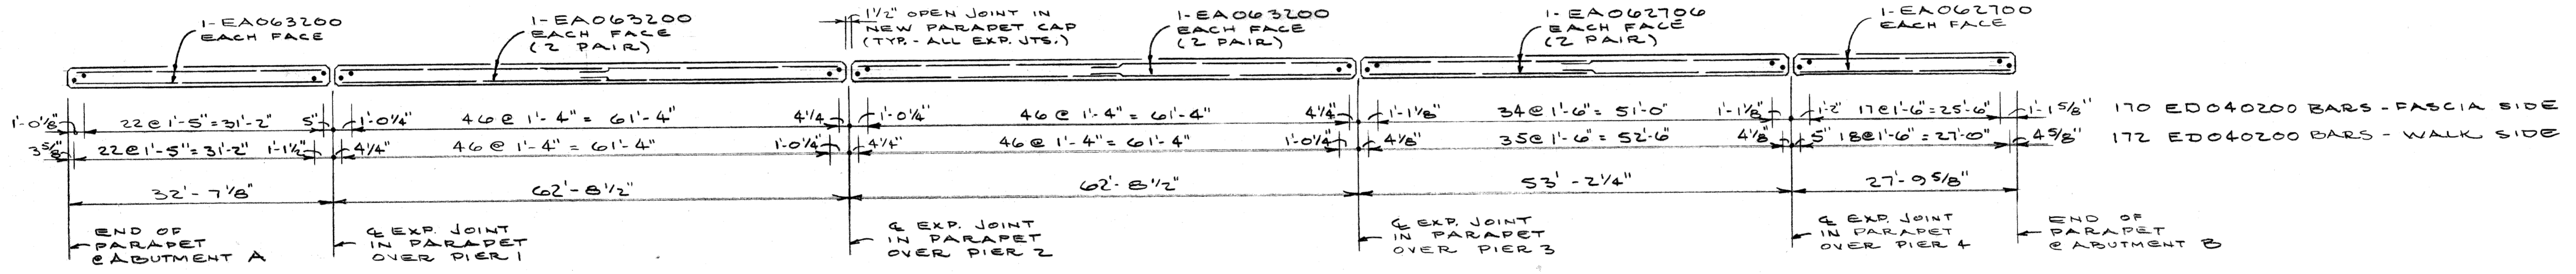 1-EA063200
EACH FACE
1-EA063200
EACH FACE
(2 PAIR)
1½" OPEN JOINT IN
NEW PARAPET CAP
(TYP. - ALL EXP. JTS.)
1-EA063200
EACH FACE
(2 PAIR)
1-EA062706
EACH FACE
(2 PAIR)
1-EA062700
EACH FACE
1'-0⅛" 22@1'-5"=31'-2" 5" 1'-0¼" 46@1'-4"=61'-4" 4¼ 1'-0¼" 46@1'-4"=61'-4" 4¼" 1'-1⅛" 34@1'-6"=51'-0" 1'-1⅛" 1'-2" 17@1'-6"=25'-6" 1'-1⅝" 170 ED040200 BARS - FASCIA SIDE
3⅝" 22@1'-5"=31'-2" 1'-1½" 4¼" 46@1'-4"=61'-4" 1'-0¼" 4¼" 46@1'-4"=61'-4" 1'-0¼" 4⅛" 35@1'-6"=52'-6" 4⅛" 5" 18@1'-6"=27'-0" 4⅝" 172 ED040200 BARS - WALK SIDE
32'-7⅛" 62'-8½" 62'-8½" 53'-2¼" 27'-9⅝"
END OF
PARAPET
@ ABUTMENT A
℄ EXP. JOINT
IN PARAPET
OVER PIER 1
℄ EXP. JOINT
IN PARAPET
OVER PIER 2
℄ EXP. JOINT
IN PARAPET
OVER PIER 3
℄ EXP. JOINT
IN PARAPET
OVER PIER 4
END OF
PARAPET
@ ABUTMENT B